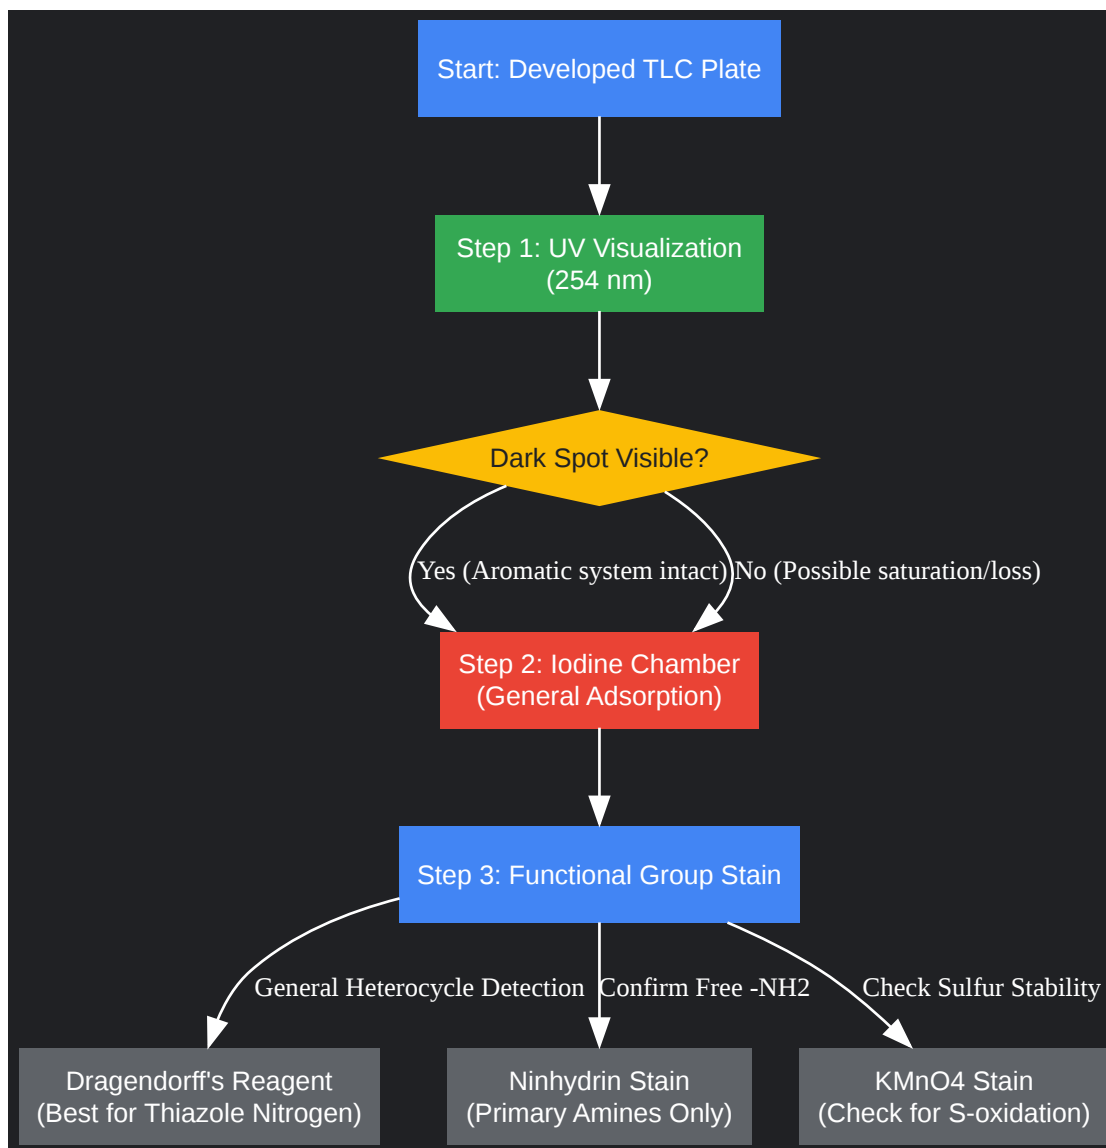 Start: Developed TLC Plate
Step 1: UV Visualization
(254 nm)
Dark Spot Visible?
Yes (Aromatic system intact)
No (Possible saturation/loss)
Step 2: Iodine Chamber
(General Adsorption)
Step 3: Functional Group Stain
General Heterocycle Detection
Confirm Free -NH2
Check Sulfur Stability
Dragendorff's Reagent
(Best for Thiazole Nitrogen)
Ninhydrin Stain
(Primary Amines Only)
KMnO4 Stain
(Check for S-oxidation)